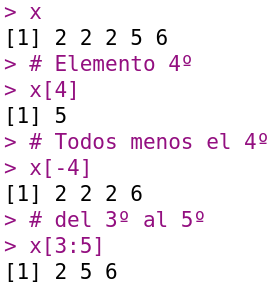 > x
[1] 2 2 2 5 6
> # Elemento 4º
> x[4]
[1] 5
> # Todos menos el 4º
> x[-4]
[1] 2 2 2 6
> # del 3º al 5º
> x[3:5]
[1] 2 5 6